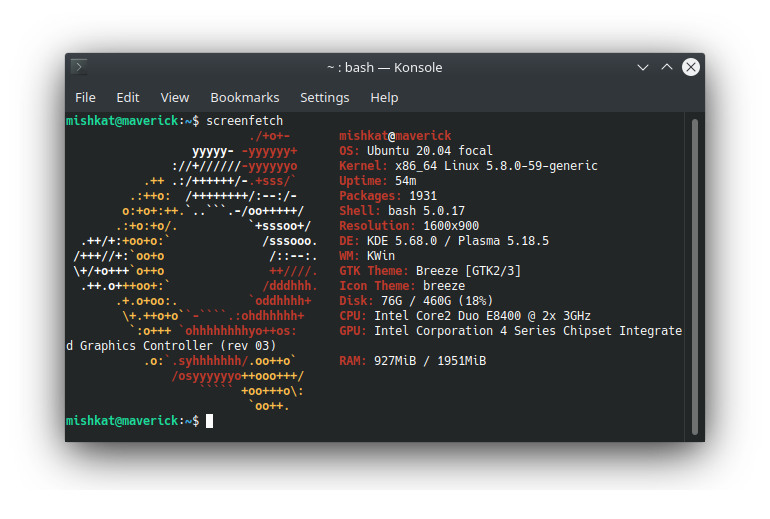 ~ : bash — Konsole
File Edit View Bookmarks Settings Help
mishkat@maverick:~$ screenfetch
                          ./+o+-       mishkat@maverick
                  yyyyy- -yyyyyy+      OS: Ubuntu 20.04 focal
               ://+//////-yyyyyyo      Kernel: x86_64 Linux 5.8.0-59-generic
           .++ .:/++++++/-.+sss/`      Uptime: 54m
         .:++o:  /++++++++/:--:/-      Packages: 1931
        o:+o+:++.`..```.-/oo+++++/     Shell: bash 5.0.17
       .:+o:+o/.          `+sssoo+/    Resolution: 1600x900
  .++/+:+oo+o:`             /sssooo.   DE: KDE 5.68.0 / Plasma 5.18.5
 /+++//+:`oo+o               /::--:.   WM: KWin
 \+/+o+++`o++o               ++////.   GTK Theme: Breeze [GTK2/3]
  .++.o+++oo+:`             /dddhhh.   Icon Theme: breeze
       .+.o+oo:.          `oddhhhh+    Disk: 76G / 460G (18%)
        \+.++o+o``-````.:ohdhhhhh+     CPU: Intel Core2 Duo E8400 @ 2x 3GHz
         `:o+++ `ohhhhhhhhyo++os:      GPU: Intel Corporation 4 Series Chipset Integrate
d Graphics Controller (rev 03)
           .o:`.syhhhhhhh/.oo++o`      RAM: 927MiB / 1951MiB
               /osyyyyyyo++ooo+++/
                   ````` +oo+++o\:
                          `oo++.
mishkat@maverick:~$